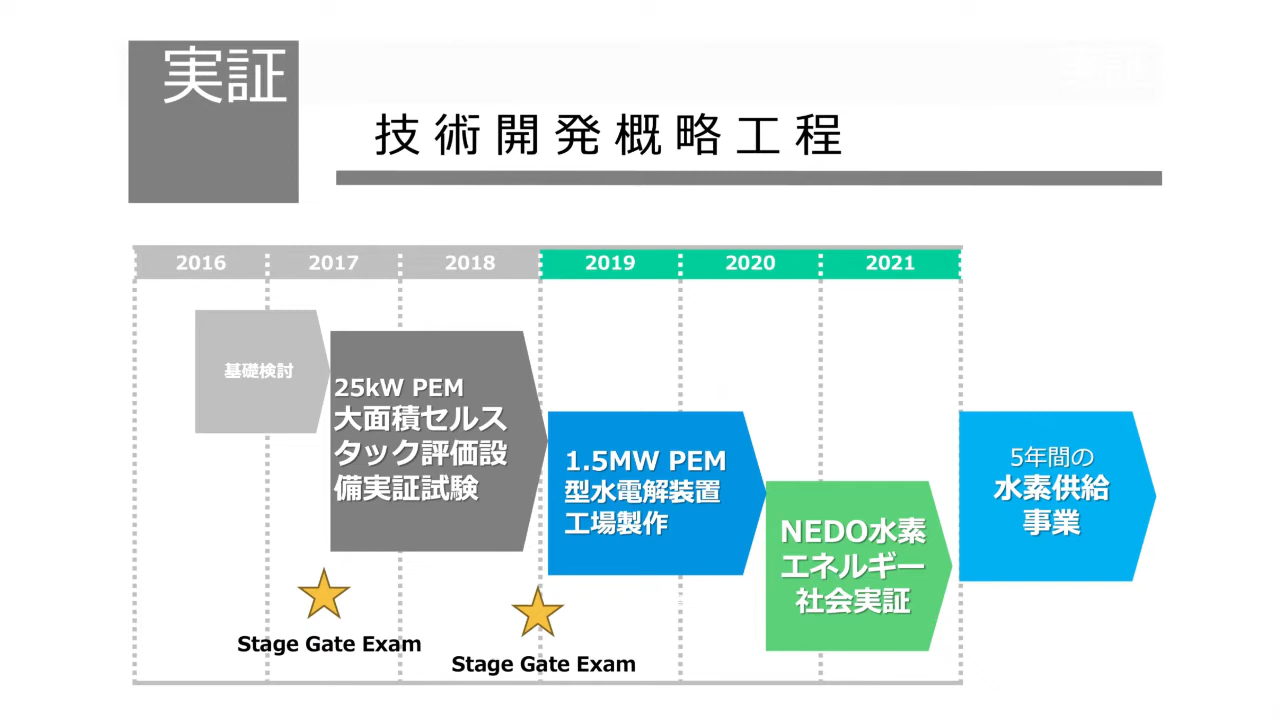 実証
技術開発概略工程
2016 2017 2018 2019 2020 2021
基礎検討
25kW PEM
大面積セルス
タック評価設
備実証試験
1.5MW PEM
型水電解装置
工場製作
NEDO水素
エネルギー
社会実証
5年間の
水素供給
事業
Stage Gate Exam
Stage Gate Exam